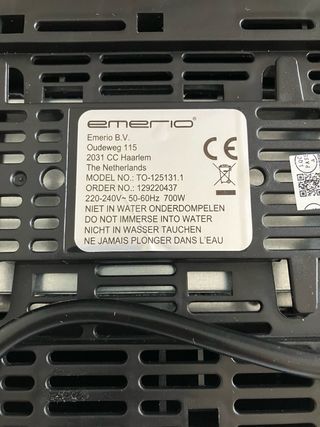 emerio
Emerio B.V.
Oudeweg 115
2031 CC Haarlem
The Netherlands
MODEL NO.: TO-125131.1
ORDER NO.: 129220437
220-240V~ 50-60Hz 700W
NIET IN WATER ONDERDOMPELEN
DO NOT IMMERSE INTO WATER
NICHT IN WASSER TAUCHEN
NE JAMAIS PLONGER DANS L'EAU
CE